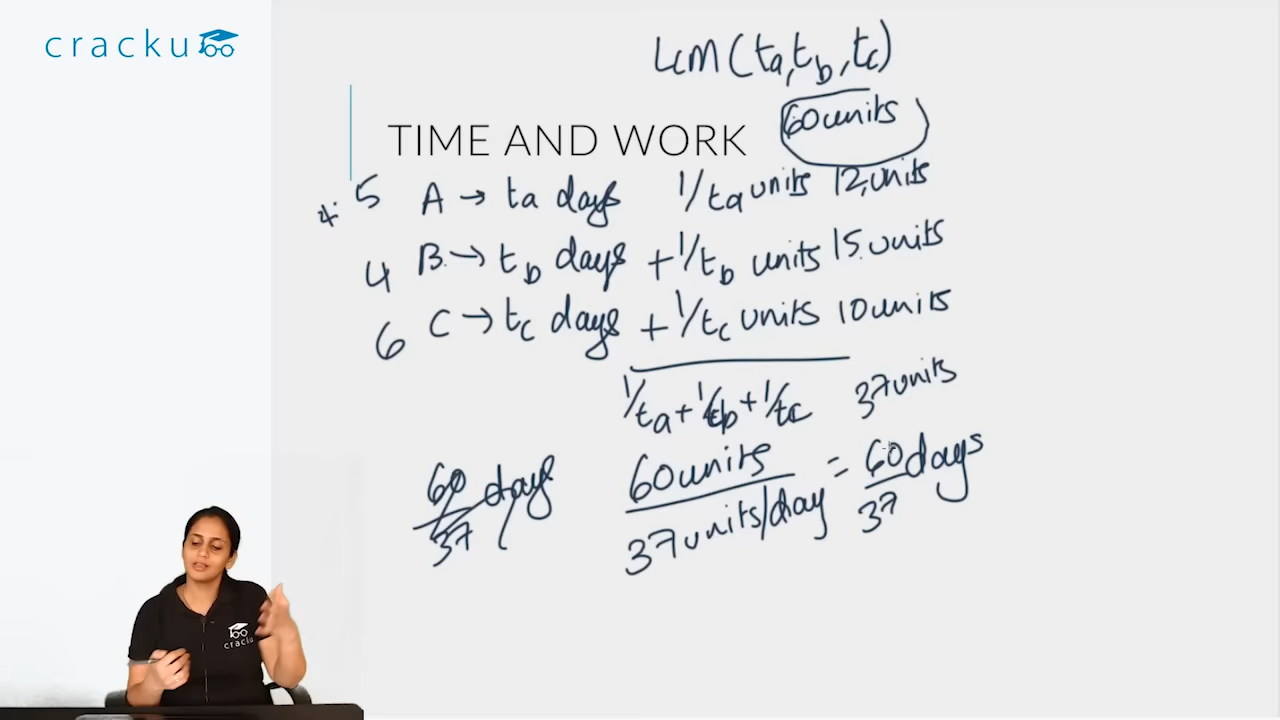 cracku
LCM (ta, tb, tc)
60 units
TIME AND WORK
5 A → ta days 1/ta units 12 units
4 B → tb days + 1/tb units 15 units
6 C → tc days + 1/tc units 10 units
1/ta + 1/tb + 1/tc 37 units
60/37 days 60 units / 37 units/day = 60/37 days
cracku